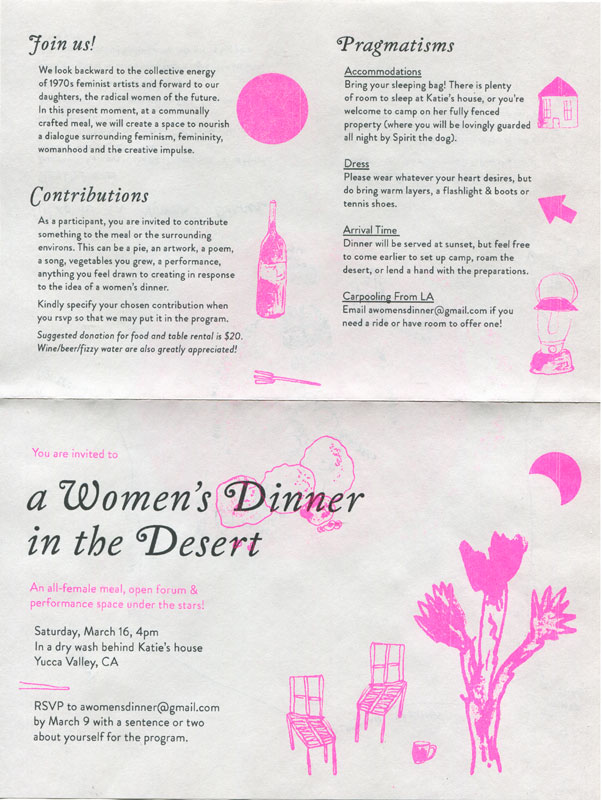 Join us!
We look backward to the collective energy
of 1970s feminist artists and forward to our
daughters, the radical women of the future.
In this present moment, at a communally
crafted meal, we will create a space to nourish
a dialogue surrounding feminism, femininity,
womanhood and the creative impulse.
Contributions
As a participant, you are invited to contribute
something to the meal or the surrounding
environs. This can be a pie, an artwork, a poem,
a song, vegetables you grew, a performance,
anything you feel drawn to creating in response
to the idea of a women's dinner.
Kindly specify your chosen contribution when
you rsvp so that we may put it in the program.
Suggested donation for food and table rental is $20.
Wine/beer/fizzy water are also greatly appreciated!
Pragmatisms
Accommodations
Bring your sleeping bag! There is plenty
of room to sleep at Katie's house, or you're
welcome to camp on her fully fenced
property (where you will be lovingly guarded
all night by Spirit the dog).
Dress
Please wear whatever your heart desires, but
do bring warm layers, a flashlight & boots or
tennis shoes.
Arrival Time
Dinner will be served at sunset, but feel free
to come earlier to set up camp, roam the
desert, or lend a hand with the preparations.
Carpooling From LA
Email awomensdinner@gmail.com if you
need a ride or have room to offer one!
You are invited to
a Women's Dinner
in the Desert
An all-female meal, open forum &
performance space under the stars!
Saturday, March 16, 4pm
In a dry wash behind Katie's house
Yucca Valley, CA
RSVP to awomensdinner@gmail.com
by March 9 with a sentence or two
about yourself for the program.